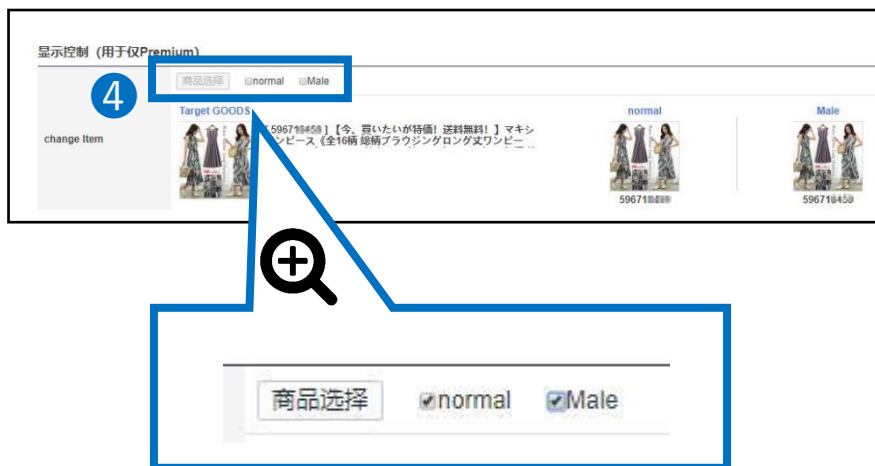 显示控制（用于仅Premium）
4
商品选择 normal Male
Target GOODS normal Male
change Item
】【今、買いたいが特価！送料無料！】マキシ
ンピース《全16柄 総柄ブラウジングロング丈ワンピー
商品选择 normal Male